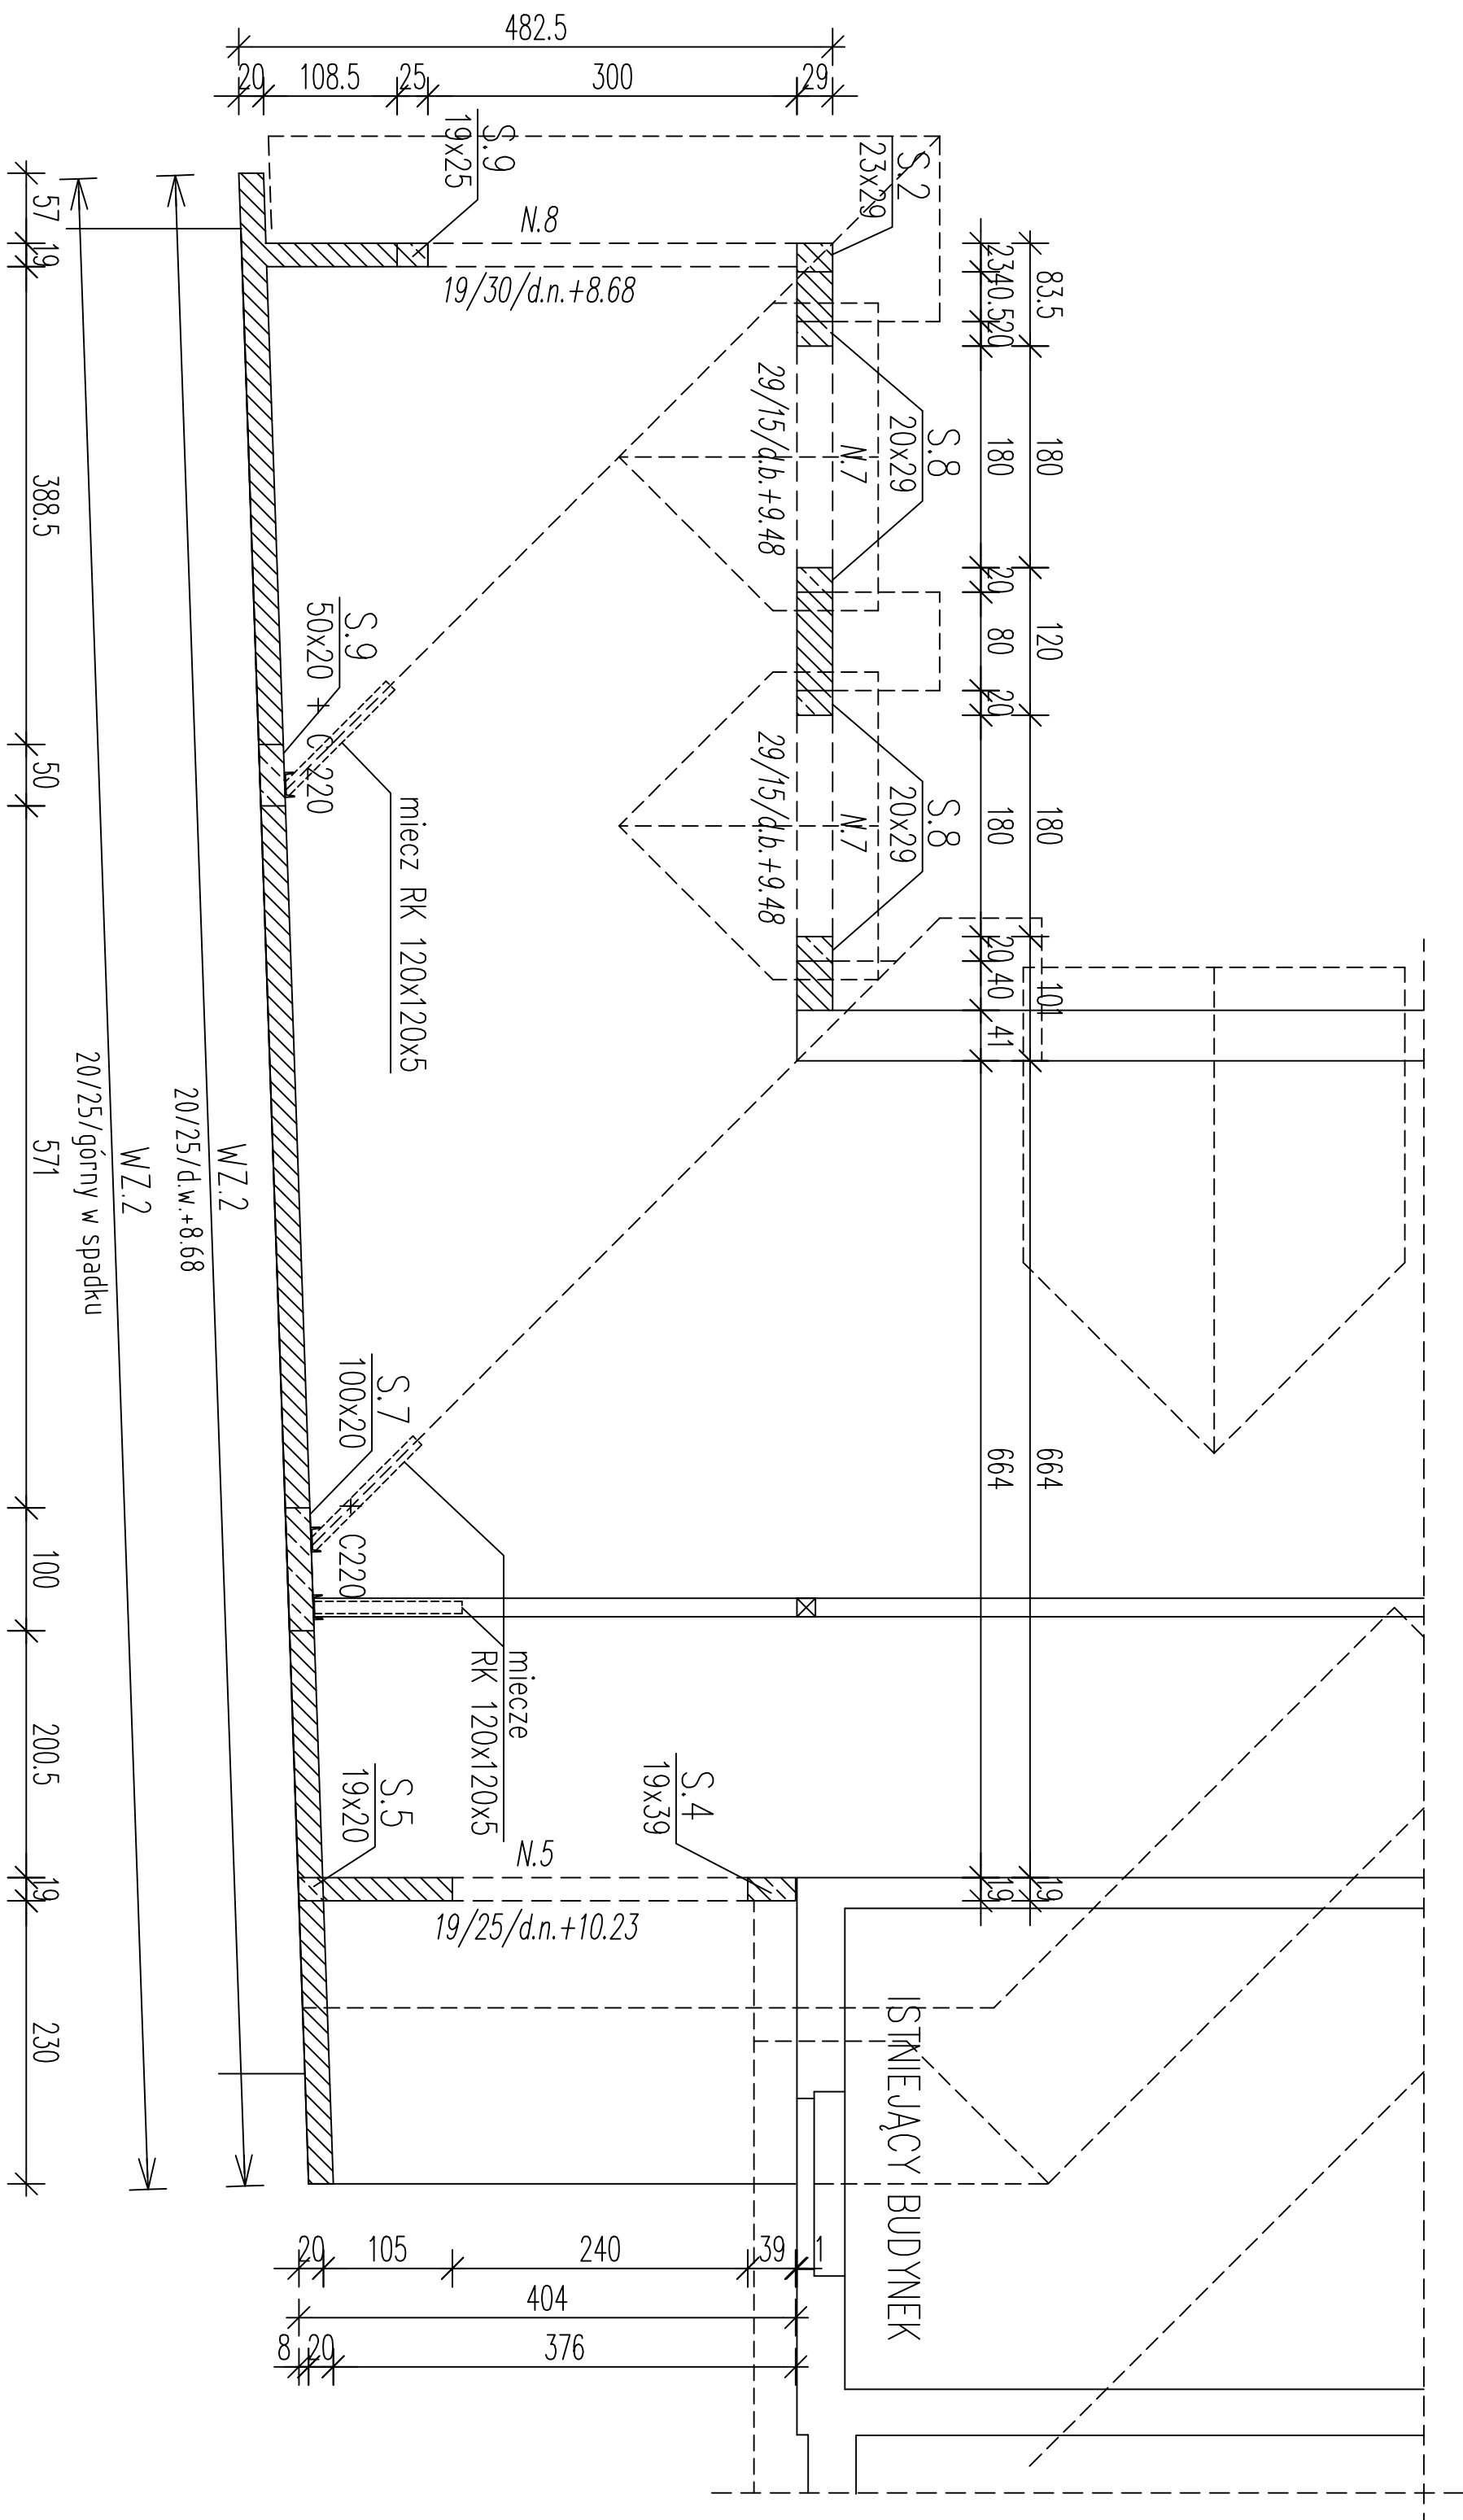 482.5
20
108.5
25
300
29
S.9
19x25
S.2
23x29
N.8
19/30/d.n.+8.68
57
19
388.5
50
571
100
200.5
19
230
23
40.5
20
180
20
80
20
180
20
40
41
664
19
83.5
180
120
180
101
664
19
S.8
20x29
N.7
29/15/d.b.+9.48
S.8
20x29
N.7
29/15/d.b.+9.48
S.9
50x20 + C 220
miecz RK 120x120x5
WZ.2
20/25/d.w.+8.68
WZ.2
20/25/górny w spadku
S.7
100x20 + C220
miecze
RK 120x120x5
S.5
19x20
S.4
19x39
N.5
19/25/d.n.+10.23
ISTNIEJĄCY BUDYNEK
20
105
240
39
1
404
8
20
376